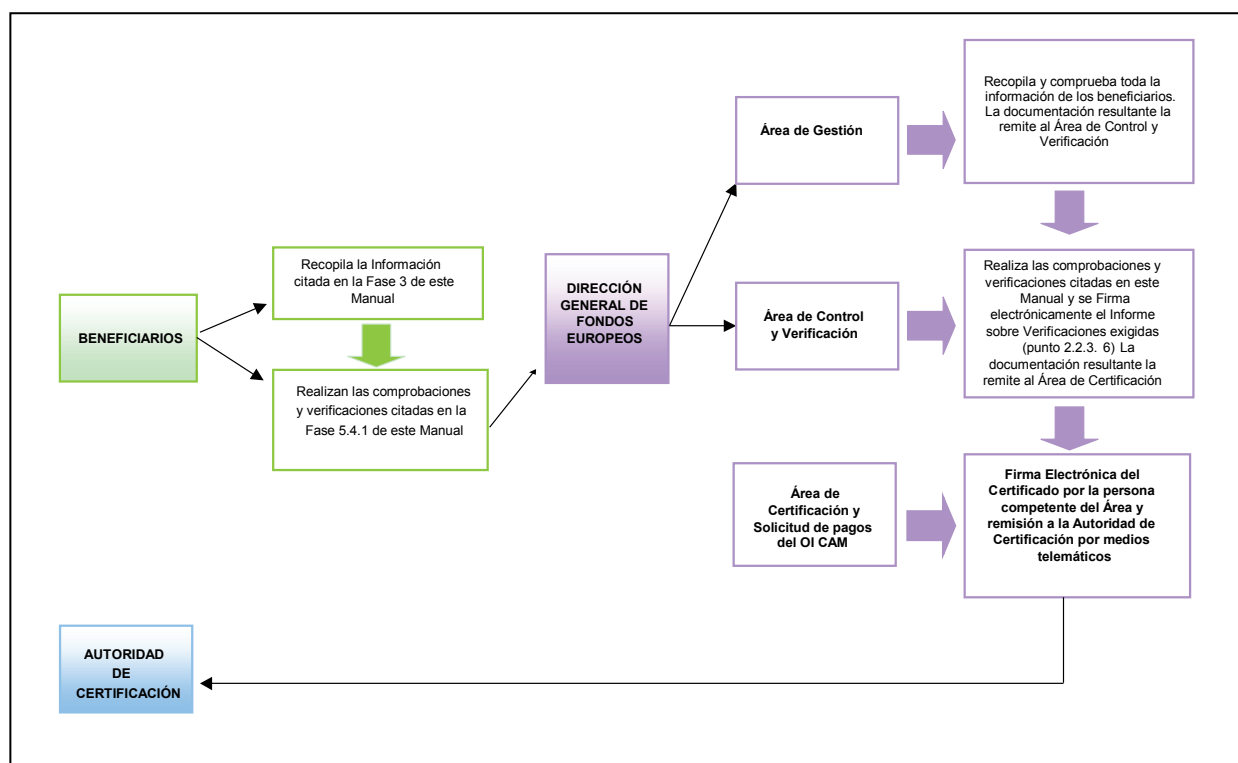 BENEFICIARIOS
Recopila la Información
citada en la Fase 3 de este
Manual
Realizan las comprobaciones
y verificaciones citadas en la
Fase 5.4.1 de este Manual
DIRECCIÓN
GENERAL DE
FONDOS
EUROPEOS
Área de Gestión
Recopila y comprueba toda la
información de los beneficiarios.
La documentación resultante la
remite al Área de Control y
Verificación
Área de Control
y Verificación
Realiza las comprobaciones y
verificaciones citadas en este
Manual y se Firma
electrónicamente el Informe
sobre Verificaciones exigidas
(punto 2.2.3. 6) La
documentación resultante la
remite al Área de Certificación
Área de
Certificación y
Solicitud de pagos
del OI CAM
Firma Electrónica del
Certificado por la persona
competente del Área y
remisión a la Autoridad de
Certificación por medios
telemáticos
AUTORIDAD
DE
CERTIFICACIÓN